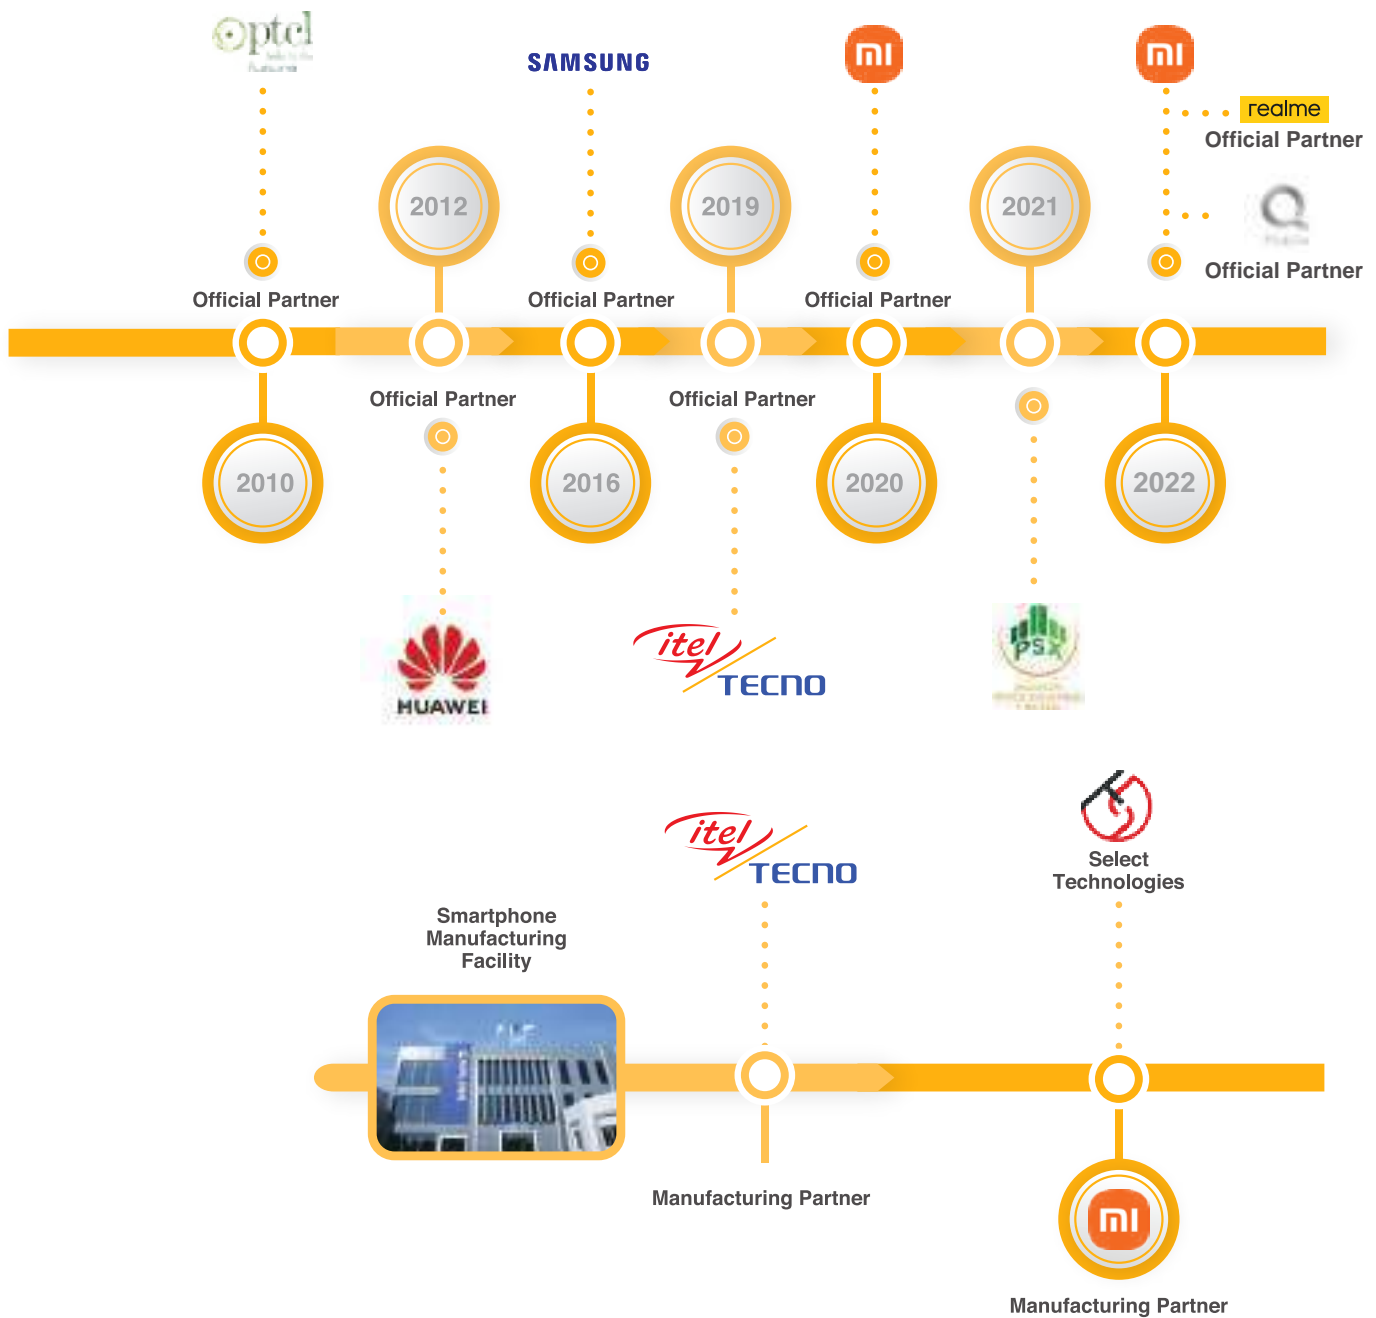 ptcl
SAMSUNG
mi
mi
realme
Official Partner
2012
2019
2021
Official Partner
Official Partner
Official Partner
Official Partner
Official Partner
Official Partner
2010
2016
2020
2022
HUAWEI
itel
TECNO
PSX
itel
TECNO
Select
Technologies
Smartphone
Manufacturing
Facility
Manufacturing Partner
mi
Manufacturing Partner